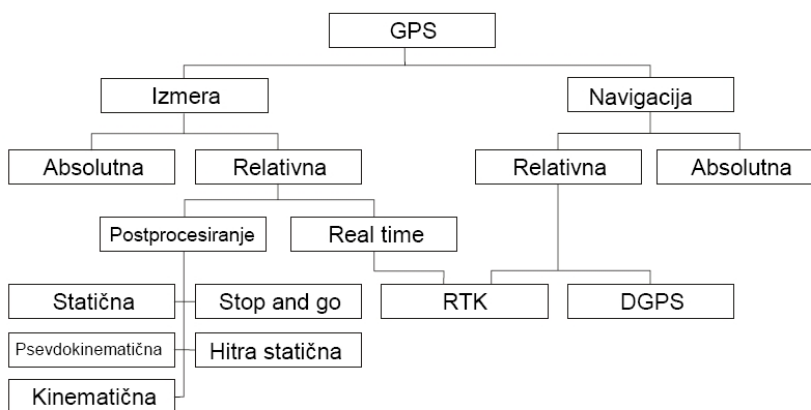 GPS
Izmera
Navigacija
Absolutna
Relativna
Relativna
Absolutna
Postprocesiranje
Real time
Statična
Stop and go
RTK
DGPS
Psevdokinematična
Hitra statična
Kinematična